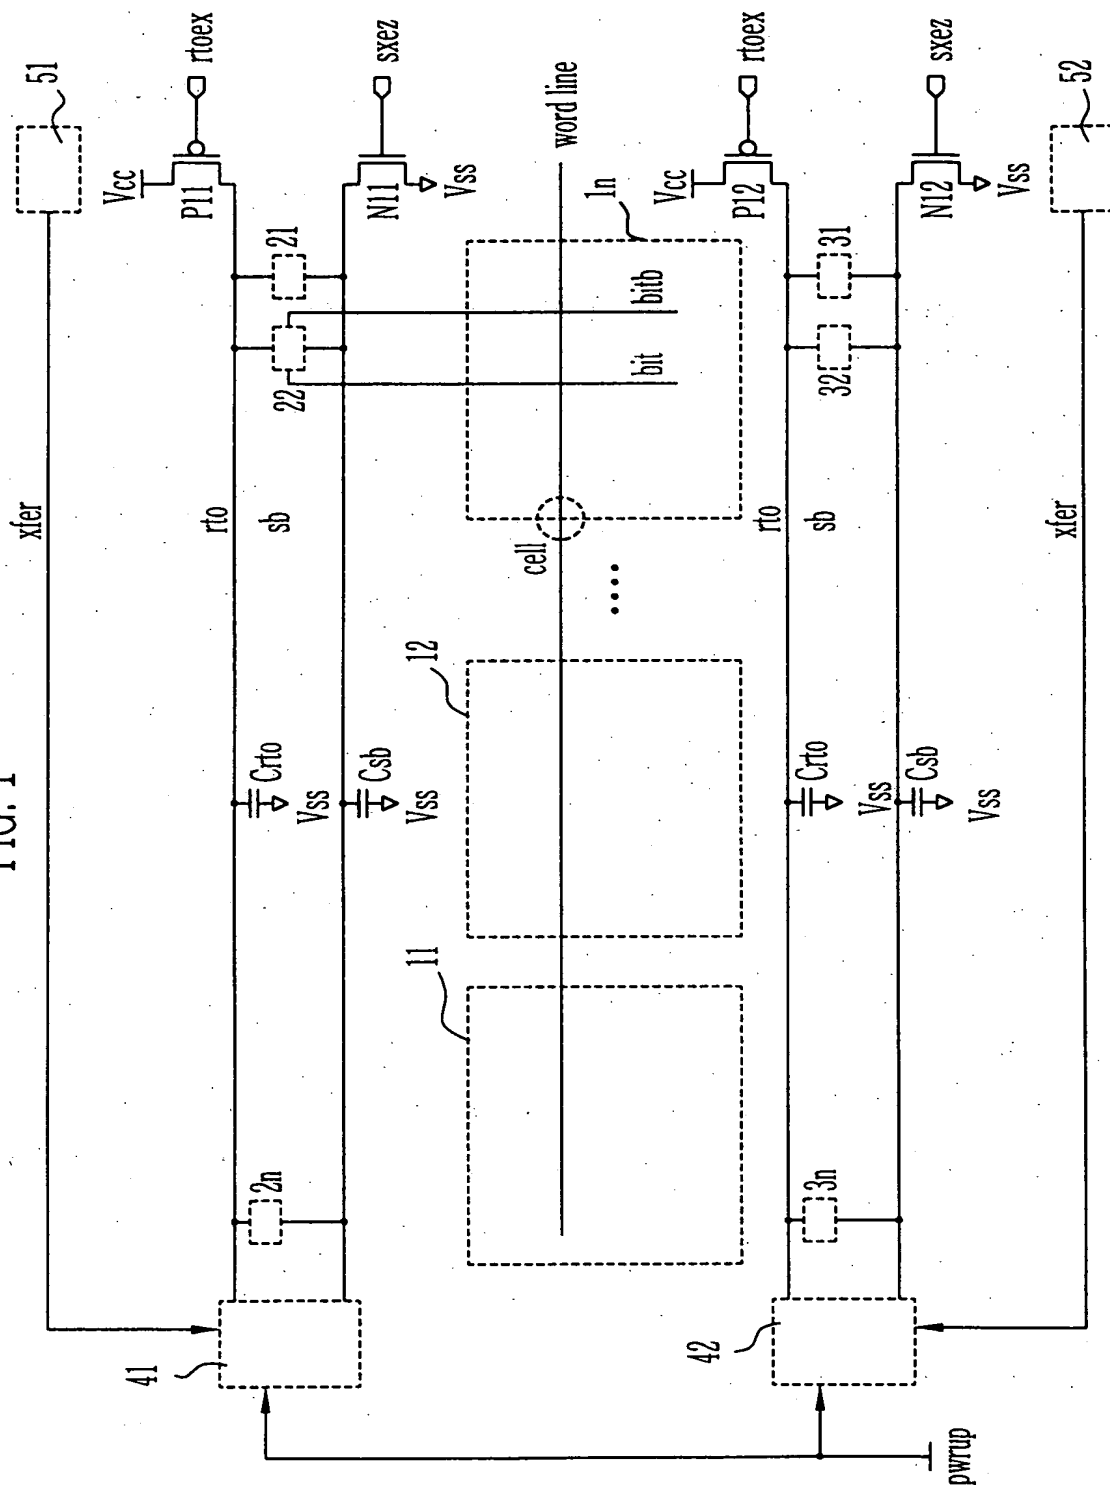 FIG. 1
51
xfer
Vcc
rtoex
P11
rto
21
22
2n
sb
sxez
N11
Vss
Crto
Vss
Csb
Vss
41
word line
1n
bitb
bit
cell
12
11
Vcc
rtoex
P12
rto
31
32
3n
sb
sxez
N12
Vss
Crto
Vss
Csb
Vss
42
52
xfer
pwrup